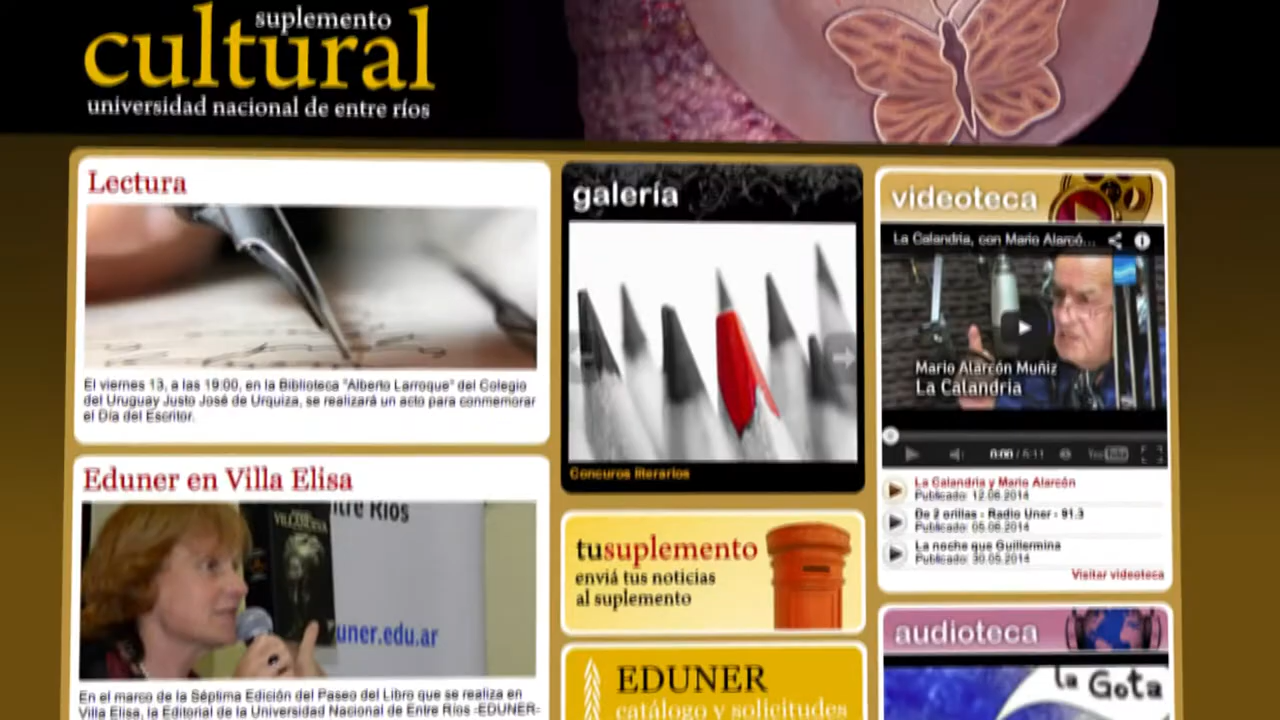 suplemento
cultural
universidad nacional de entre ríos
Lectura
El viernes 13, a las 19:00, en la Biblioteca "Alberto Larroque" del Colegio
del Uruguay Justo José de Urquiza, se realizará un acto para conmemorar
el Día del Escritor.
Eduner en Villa Elisa
ntre Ríos
VILLANUEVA
uner.edu.ar
En el marco de la Séptima Edición del Paseo del Libro que se realiza en
Villa Elisa, la Editorial de la Universidad Nacional de Entre Ríos -EDUNER-
galería
Concuros literarios
tusuplemento
enviá tus noticias
al suplemento
EDUNER
catálogo y solicitudes
videoteca
La Calandria, con Mario Alarcó...
Mario Alarcón Muñiz
La Calandria
0:00 / 5:11
YouTube
La Calandria y Mario Alarcón
Publicado: 12.06.2014
De 2 orillas - Radio Uner - 91.3
Publicado: 05.06.2014
La noche que Guillermina
Publicado: 30.05.2014
Visitar videoteca
audioteca
la Gota